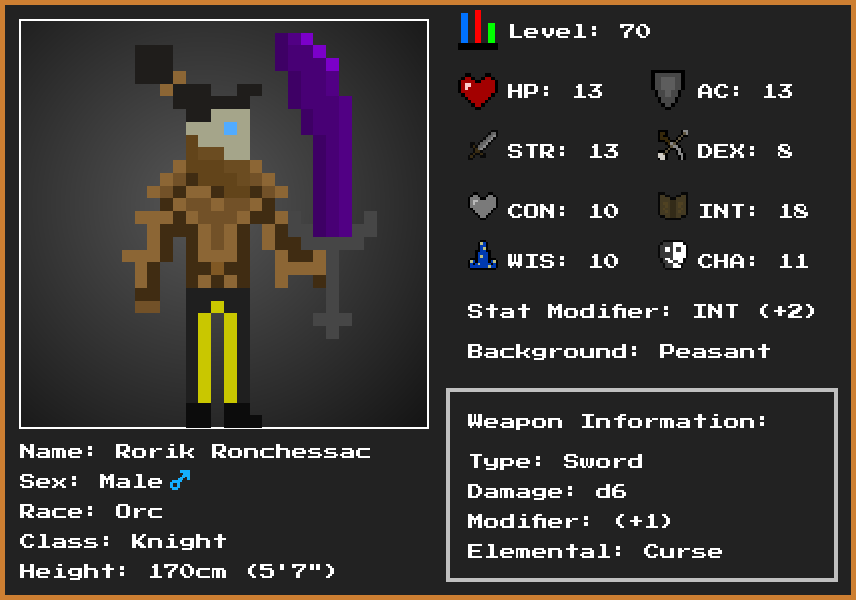 Level: 70
HP: 13 AC: 13
STR: 13 DEX: 8
CON: 10 INT: 18
WIS: 10 CHA: 11
Stat Modifier: INT (+2)
Background: Peasant
Weapon Information:
Type: Sword
Damage: d6
Modifier: (+1)
Elemental: Curse
Name: Rorik Ronchessac
Sex: Male ♂
Race: Orc
Class: Knight
Height: 170cm (5'7")